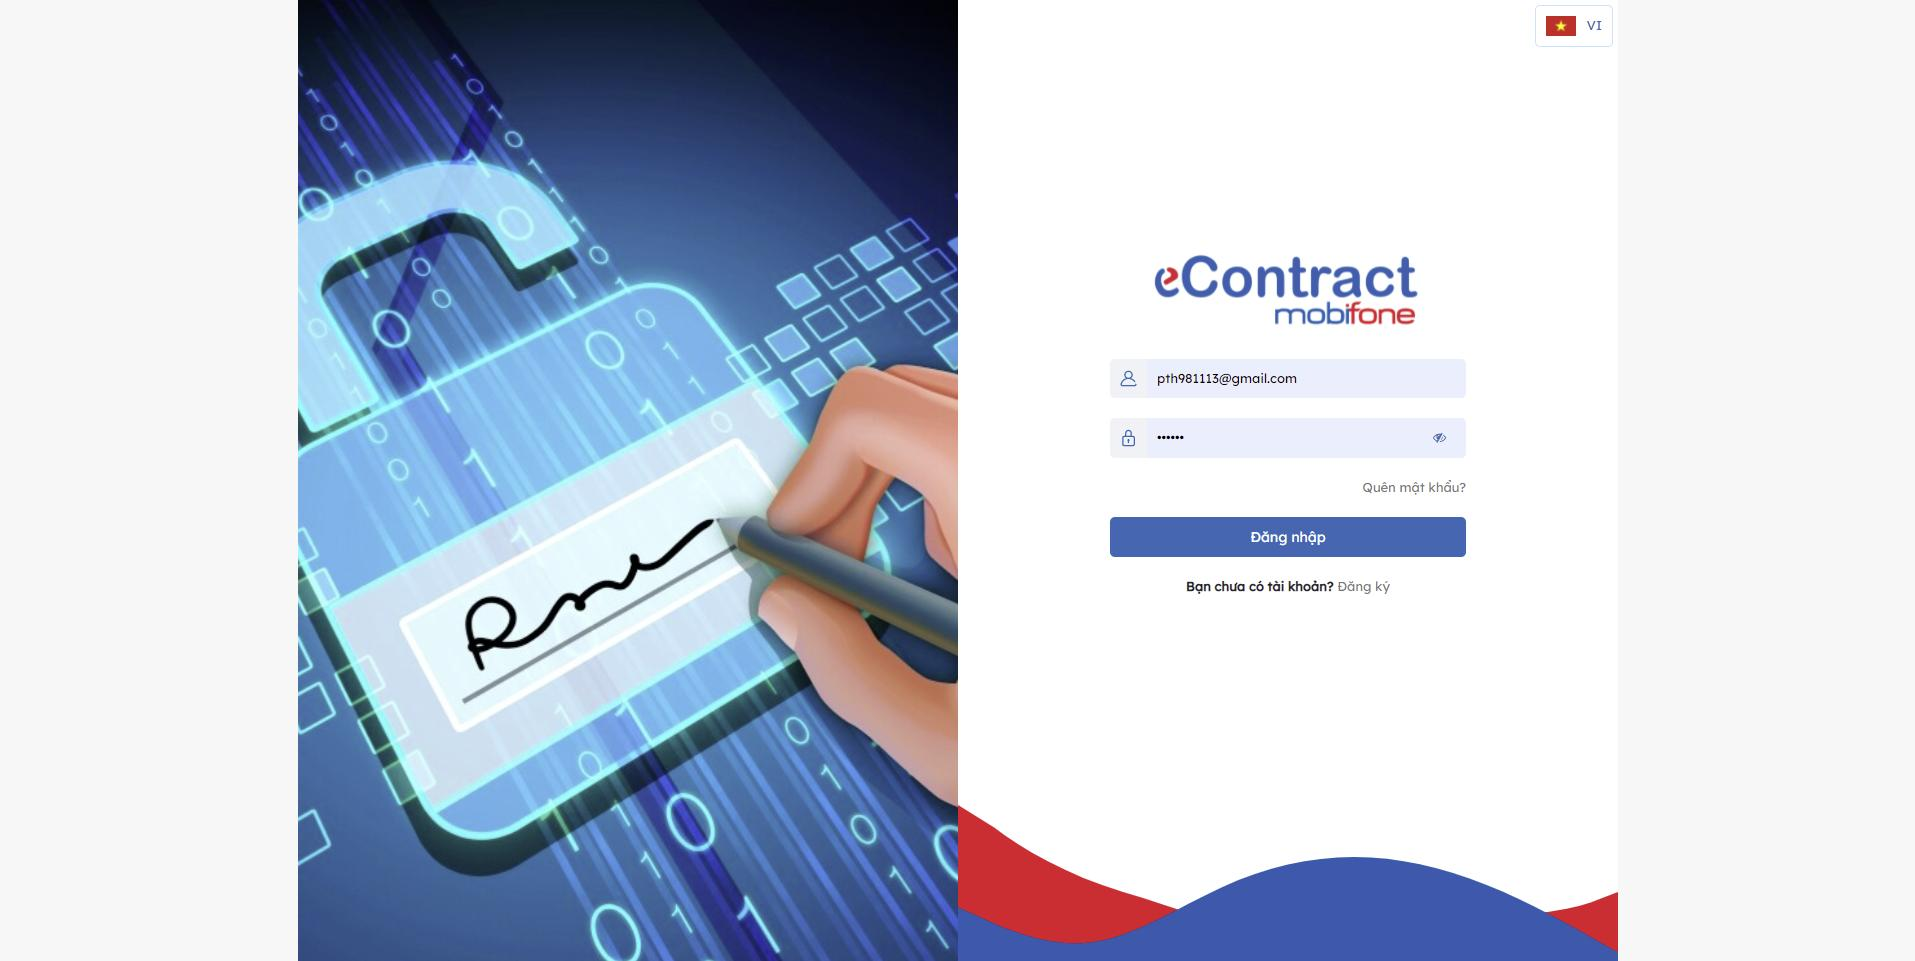 VI
eContract
mobifone
pth981113@gmail.com
••••••
Quên mật khẩu?
Đăng nhập
Bạn chưa có tài khoản? Đăng ký